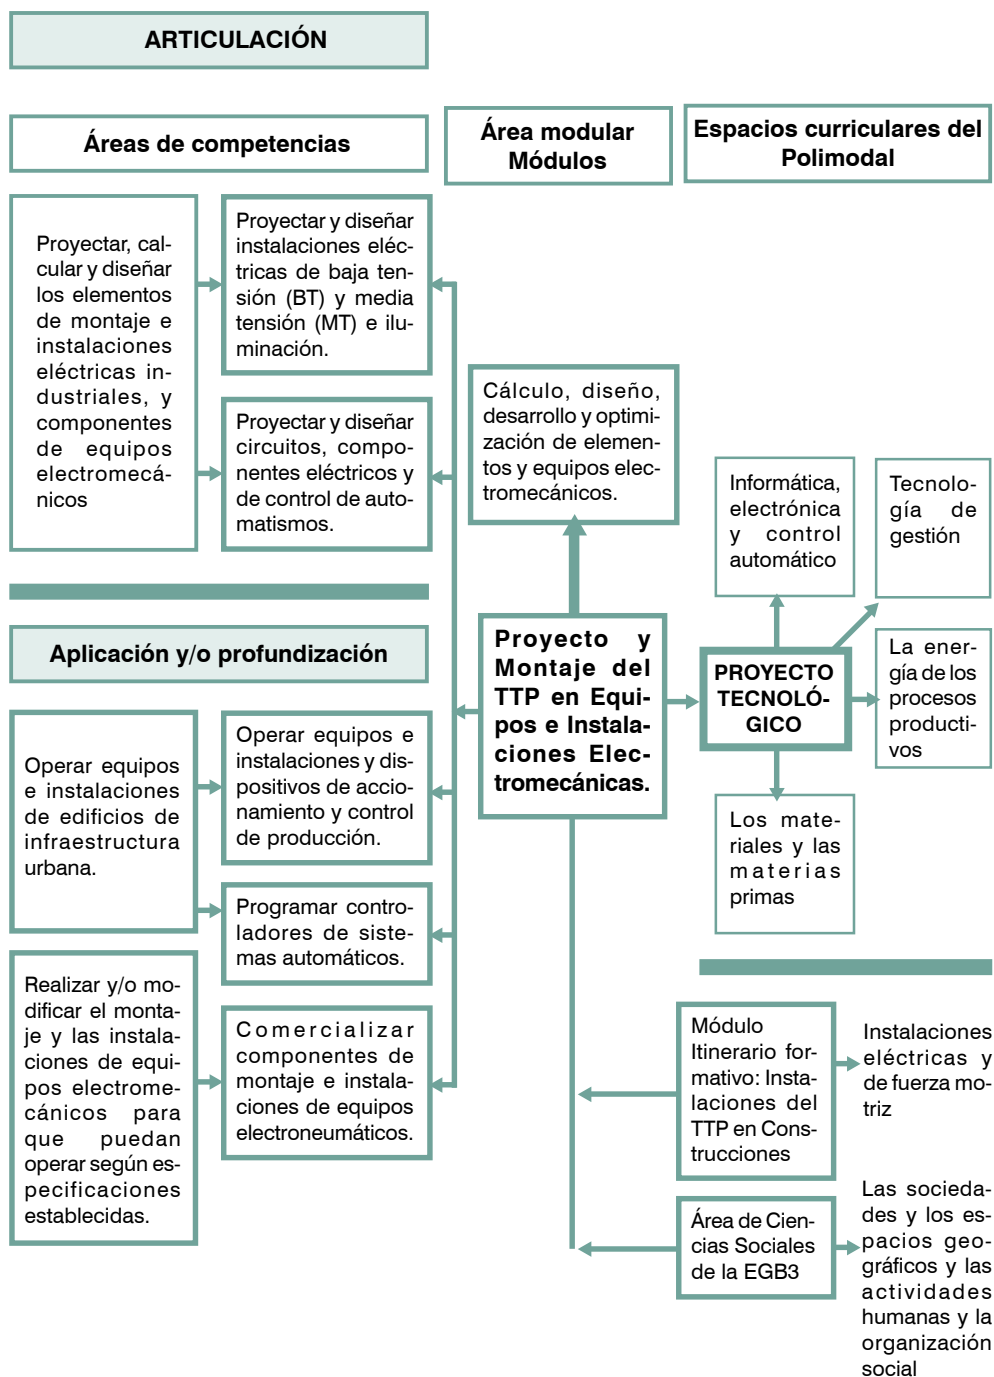 ARTICULACIÓN
Áreas de competencias
Área modular
Módulos
Espacios curriculares del
Polimodal
Proyectar, cal-
cular y diseñar
los elementos
de montaje e
instalaciones
eléctricas in-
dustriales, y
componentes
de equipos
electromecá-
nicos
Proyectar y diseñar
instalaciones eléc-
tricas de baja ten-
sión (BT) y media
tensión (MT) e ilu-
minación.
Proyectar y diseñar
circuitos, compo-
nentes eléctricos y
de control de auto-
matismos.
Cálculo, diseño,
desarrollo y optimi-
zación de elemen-
tos y equipos elec-
tromecánicos.
Informática,
electrónica
y control
automático
Tecnolo-
gía de
gestión
Aplicación y/o profundización
Proyecto y
Montaje del
TTP en Equi-
pos e Instala-
ciones Elec-
tromecánicas.
PROYECTO
TECNOLÓ-
GICO
La ener-
gía de los
procesos
producti-
vos
Operar equipos
e instalaciones
de edificios de
infraestructura
urbana.
Operar equipos e
instalaciones y dis-
positivos de accio-
namiento y control
de producción.
Los mate-
riales y las
materias
primas
Programar contro-
ladores de siste-
mas automáticos.
Realizar y/o mo-
dificar el monta-
je y las instala-
ciones de equi-
pos electrome-
cánicos para
que puedan
operar según es-
pecificaciones
establecidas.
Comercializar
componentes de
montaje e instala-
ciones de equipos
electroneumáticos.
Módulo
Itinerario for-
mativo: Insta-
laciones del
TTP en Cons-
trucciones
Instalaciones
eléctricas y
de fuerza mo-
triz
Área de Cien-
cias Sociales
de la EGB3
Las socieda-
des y los es-
pacios geo-
gráficos y las
actividades
humanas y la
organización
social